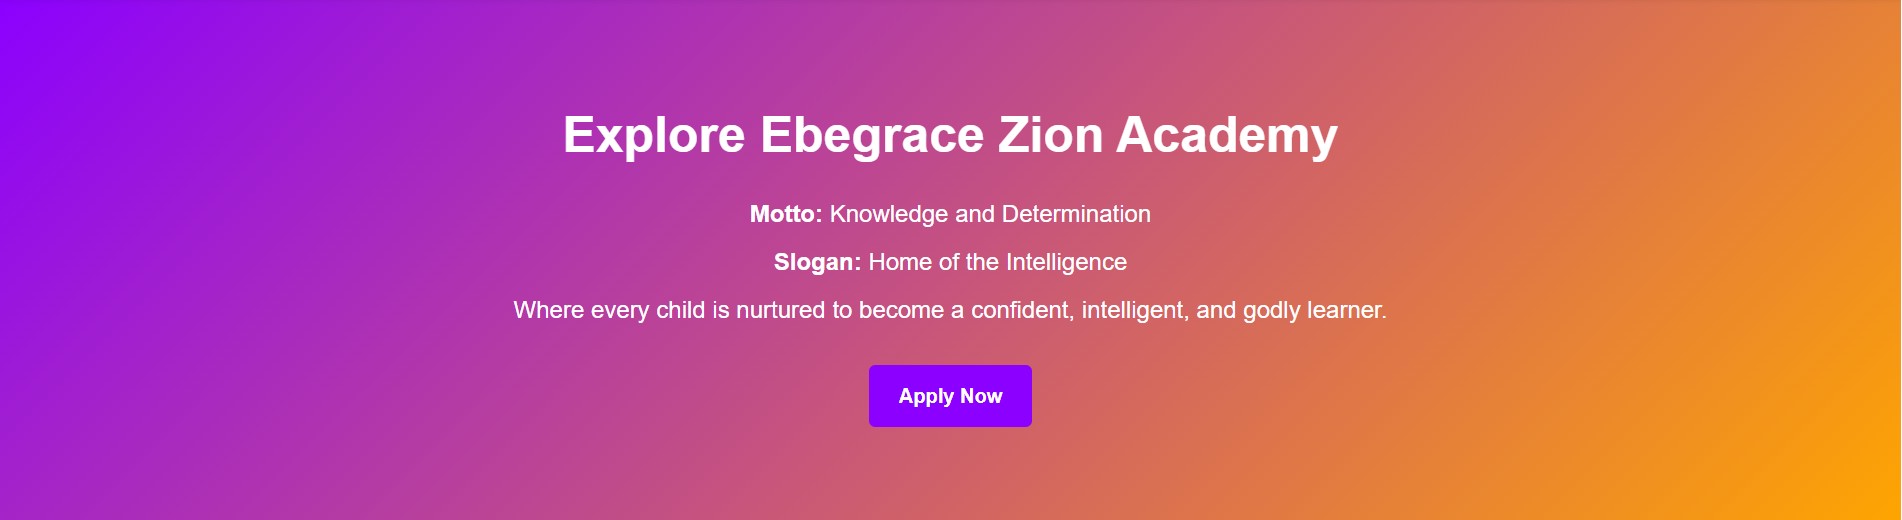 Explore Ebegrace Zion Academy
Motto: Knowledge and Determination
Slogan: Home of the Intelligence
Where every child is nurtured to become a confident, intelligent, and godly learner.
Apply Now